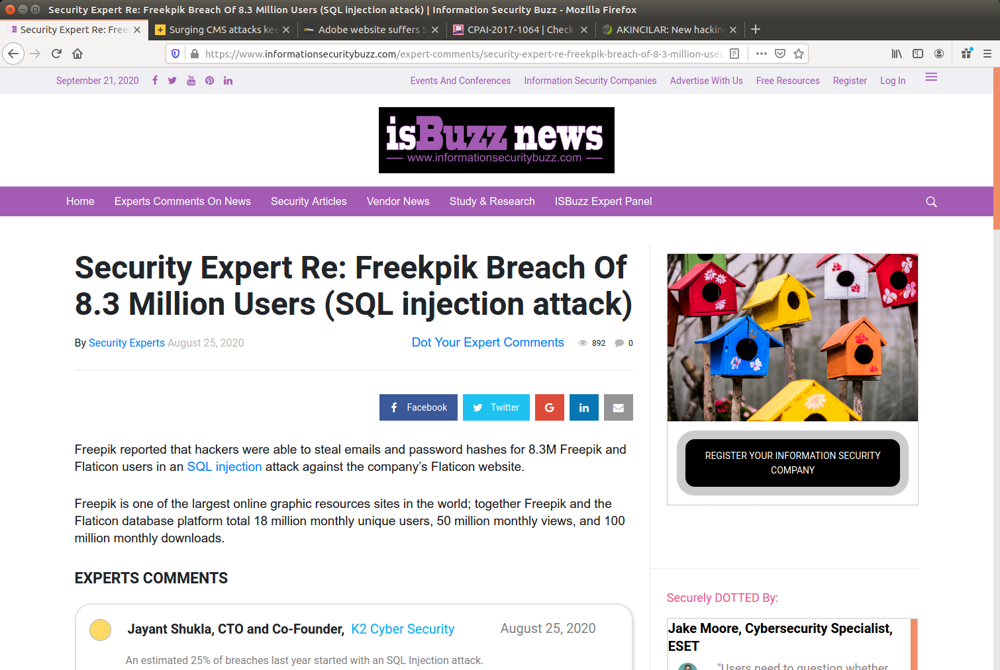 Security Expert Re: Freekpik Breach Of 8.3 Million Users (SQL injection attack) | Information Security Buzz - Mozilla Firefox
Security Expert Re: Free
Surging CMS attacks kee
Adobe website suffers S
CPAI-2017-1064 | Check
AKINCILAR: New hackin
https://www.informationsecuritybuzz.com/expert-comments/security-expert-re-freekpik-breach-of-8-3-million-user
September 21, 2020
Events And Conferences Information Security Companies Advertise With Us Free Resources Register Log In
isBuzz news
www.informationsecuritybuzz.com
Home Experts Comments On News Security Articles Vendor News Study & Research ISBuzz Expert Panel
Security Expert Re: Freekpik Breach Of
8.3 Million Users (SQL injection attack)
By Security Experts August 25, 2020
Dot Your Expert Comments 892 0
Facebook Twitter
Freepik reported that hackers were able to steal emails and password hashes for 8.3M Freepik and
Flaticon users in an SQL injection attack against the company’s Flaticon website.
Freepik is one of the largest online graphic resources sites in the world; together Freepik and the
Flaticon database platform total 18 million monthly unique users, 50 million monthly views, and 100
million monthly downloads.
EXPERTS COMMENTS
Jayant Shukla, CTO and Co-Founder, K2 Cyber Security August 25, 2020
An estimated 25% of breaches last year started with an SQL Injection attack.
REGISTER YOUR INFORMATION SECURITY
COMPANY
Securely DOTTED By:
Jake Moore, Cybersecurity Specialist,
ESET
"Users need to question whether